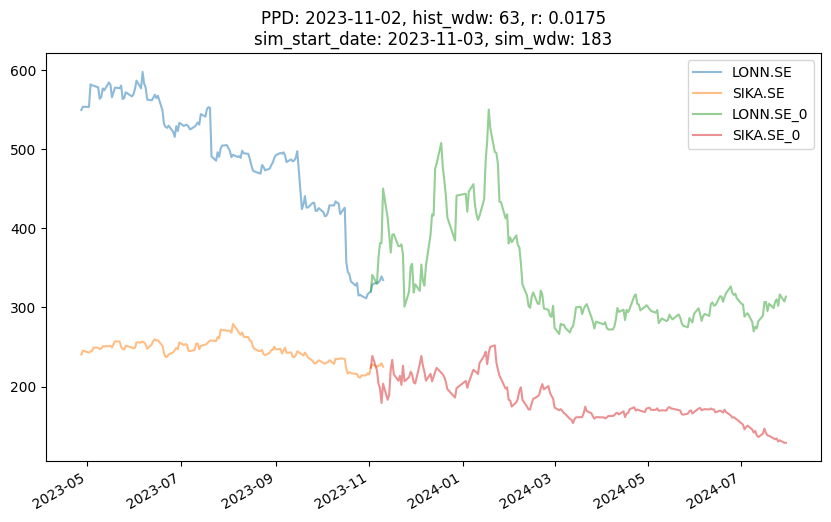 PPD: 2023-11-02, hist_wdw: 63, r: 0.0175
sim_start_date: 2023-11-03, sim_wdw: 183
LONN.SE
SIKA.SE
LONN.SE_0
SIKA.SE_0
600
500
400
300
200
2023-05
2023-07
2023-09
2023-11
2024-01
2024-03
2024-05
2024-07